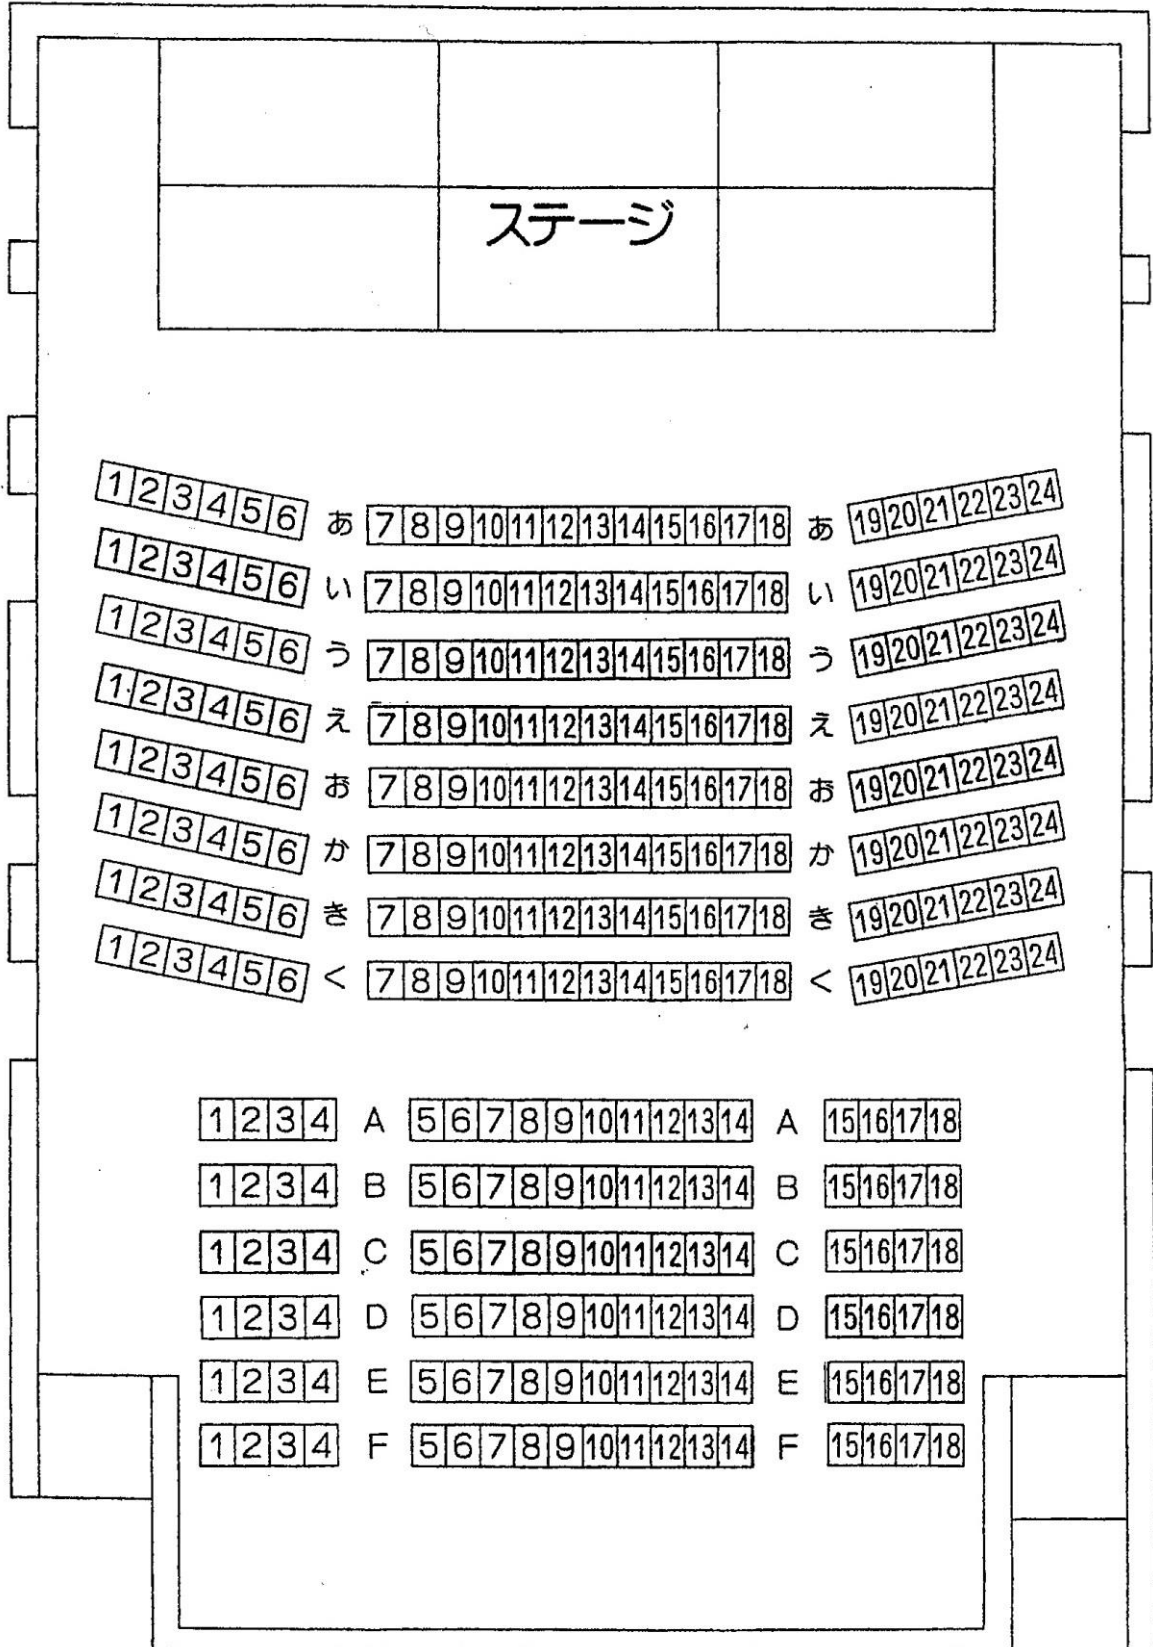 ステージ
1 2 3 4 5 6 あ 7 8 9 10 11 12 13 14 15 16 17 18 あ 19 20 21 22 23 24
1 2 3 4 5 6 い 7 8 9 10 11 12 13 14 15 16 17 18 い 19 20 21 22 23 24
1 2 3 4 5 6 う 7 8 9 10 11 12 13 14 15 16 17 18 う 19 20 21 22 23 24
1 2 3 4 5 6 え 7 8 9 10 11 12 13 14 15 16 17 18 え 19 20 21 22 23 24
1 2 3 4 5 6 お 7 8 9 10 11 12 13 14 15 16 17 18 お 19 20 21 22 23 24
1 2 3 4 5 6 か 7 8 9 10 11 12 13 14 15 16 17 18 か 19 20 21 22 23 24
1 2 3 4 5 6 き 7 8 9 10 11 12 13 14 15 16 17 18 き 19 20 21 22 23 24
1 2 3 4 5 6 く 7 8 9 10 11 12 13 14 15 16 17 18 く 19 20 21 22 23 24
1 2 3 4 A 5 6 7 8 9 10 11 12 13 14 A 15 16 17 18
1 2 3 4 B 5 6 7 8 9 10 11 12 13 14 B 15 16 17 18
1 2 3 4 C 5 6 7 8 9 10 11 12 13 14 C 15 16 17 18
1 2 3 4 D 5 6 7 8 9 10 11 12 13 14 D 15 16 17 18
1 2 3 4 E 5 6 7 8 9 10 11 12 13 14 E 15 16 17 18
1 2 3 4 F 5 6 7 8 9 10 11 12 13 14 F 15 16 17 18